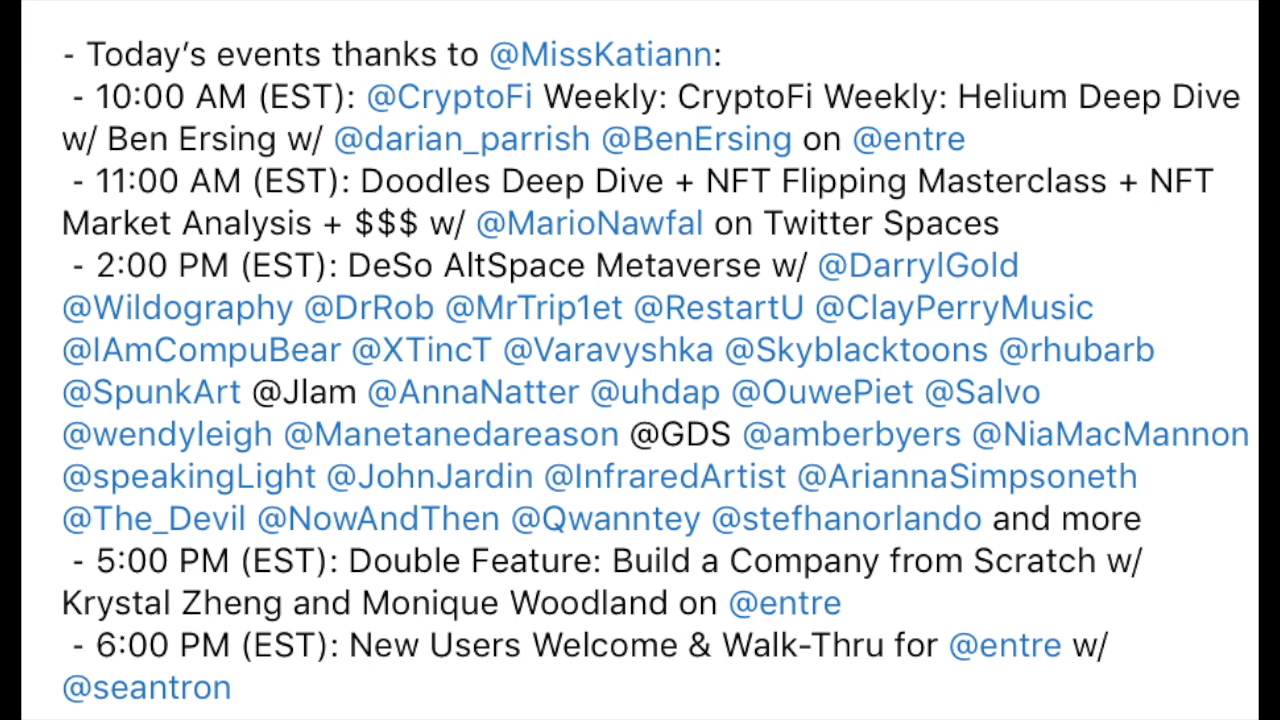 - Today's events thanks to @MissKatiann:
- 10:00 AM (EST): @CryptoFi Weekly: CryptoFi Weekly: Helium Deep Dive
w/ Ben Ersing w/ @darian_parrish @BenErsing on @entre
- 11:00 AM (EST): Doodles Deep Dive + NFT Flipping Masterclass + NFT
Market Analysis + $$$ w/ @MarioNawfal on Twitter Spaces
- 2:00 PM (EST): DeSo AltSpace Metaverse w/ @DarrylGold
@Wildography @DrRob @MrTrip1et @RestartU @ClayPerryMusic
@IAmCompuBear @XTincT @Varavyshka @Skyblacktoons @rhubarb
@SpunkArt @Jlam @AnnaNatter @uhdap @OuwePiet @Salvo
@wendyleigh @Manetanedareason @GDS @amberbyers @NiaMacMannon
@speakingLight @JohnJardin @InfraredArtist @AriannaSimpsoneth
@The_Devil @NowAndThen @Qwanntey @stefhanorlando and more
- 5:00 PM (EST): Double Feature: Build a Company from Scratch w/
Krystal Zheng and Monique Woodland on @entre
- 6:00 PM (EST): New Users Welcome & Walk-Thru for @entre w/
@seantron